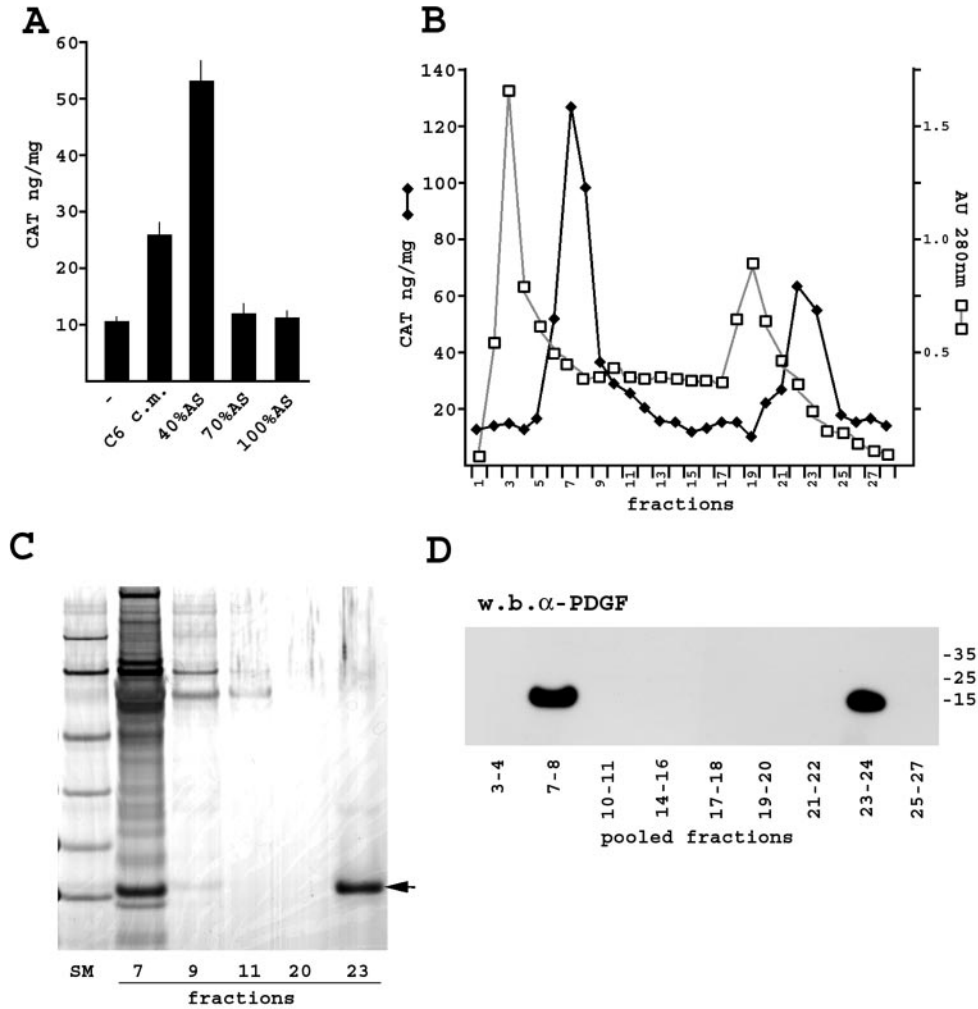 A
60
50
40
30
20
10
CAT ng/mg
-
C6 c.m.
40%AS
70%AS
100%AS
B
140
120
100
80
60
40
20
CAT ng/mg
1.5
1.0
0.5
AU 280nm
1 3 5 7 9 11 13 15 17 19 21 23 25 27
fractions
C
SM 7 9 11 20 23
fractions
D
w.b.α-PDGF
-35
-25
-15
3-4
7-8
10-11
14-16
17-18
19-20
21-22
23-24
25-27
pooled fractions